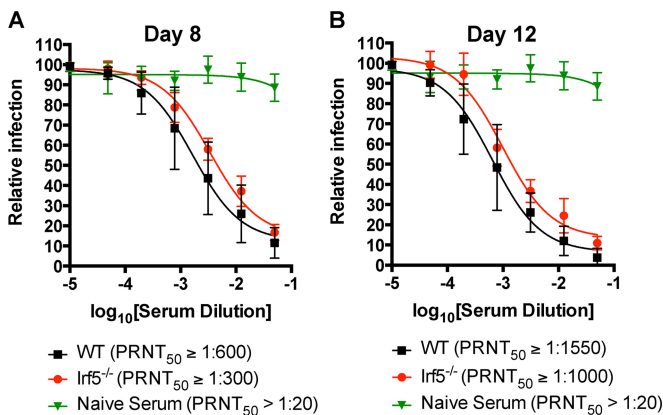 A
Day 8
Relative infection
110
100
90
80
70
60
50
40
30
20
10
0
-5 -4 -3 -2 -1
log10[Serum Dilution]
WT (PRNT50 ≥ 1:600)
Irf5-/- (PRNT50 ≥ 1:300)
Naive Serum (PRNT50 > 1:20)
B
Day 12
Relative infection
110
100
90
80
70
60
50
40
30
20
10
0
-5 -4 -3 -2 -1
log10[Serum Dilution]
WT (PRNT50 ≥ 1:1550)
Irf5-/- (PRNT50 ≥ 1:1000)
Naive Serum (PRNT50 > 1:20)